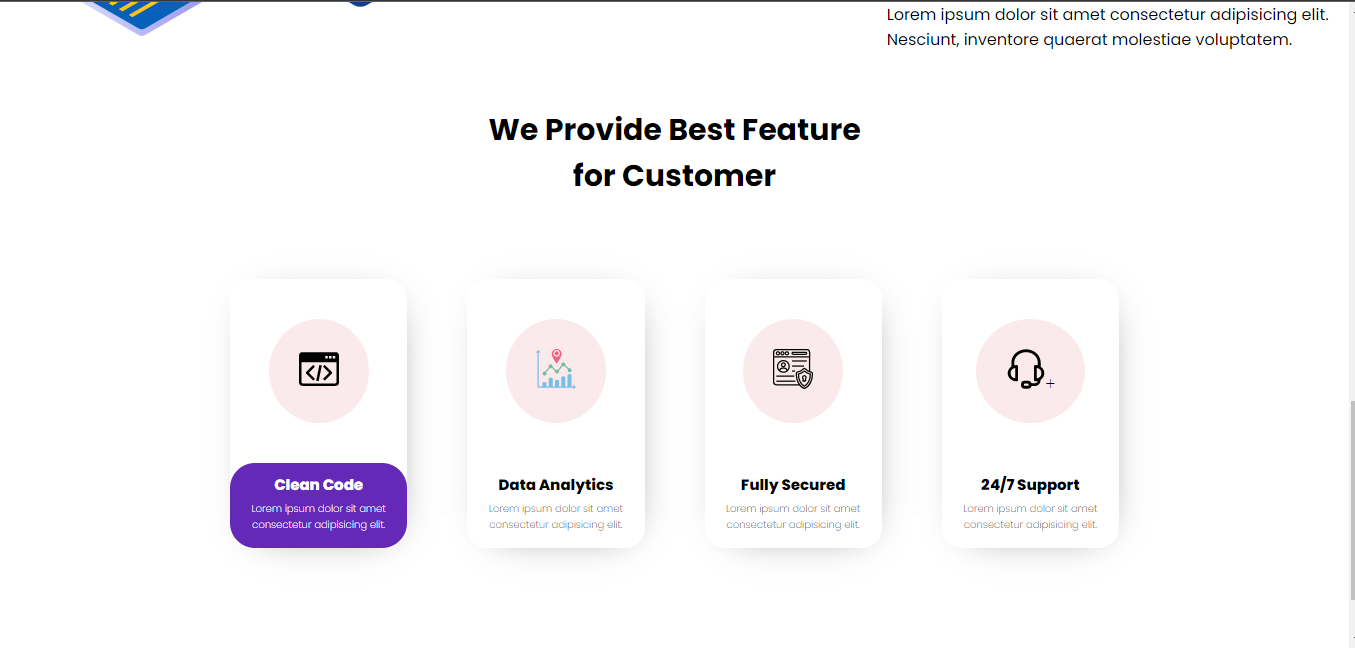 Lorem ipsum dolor sit amet consectetur adipisicing elit.
Nesciunt, inventore quaerat molestiae voluptatem.
We Provide Best Feature
for Customer
+
Clean Code
Lorem ipsum dolor sit amet
consectetur adipisicing elit.
Data Analytics
Lorem ipsum dolor sit amet
consectetur adipisicing elit.
Fully Secured
Lorem ipsum dolor sit amet
consectetur adipisicing elit.
24/7 Support
Lorem ipsum dolor sit amet
consectetur adipisicing elit.